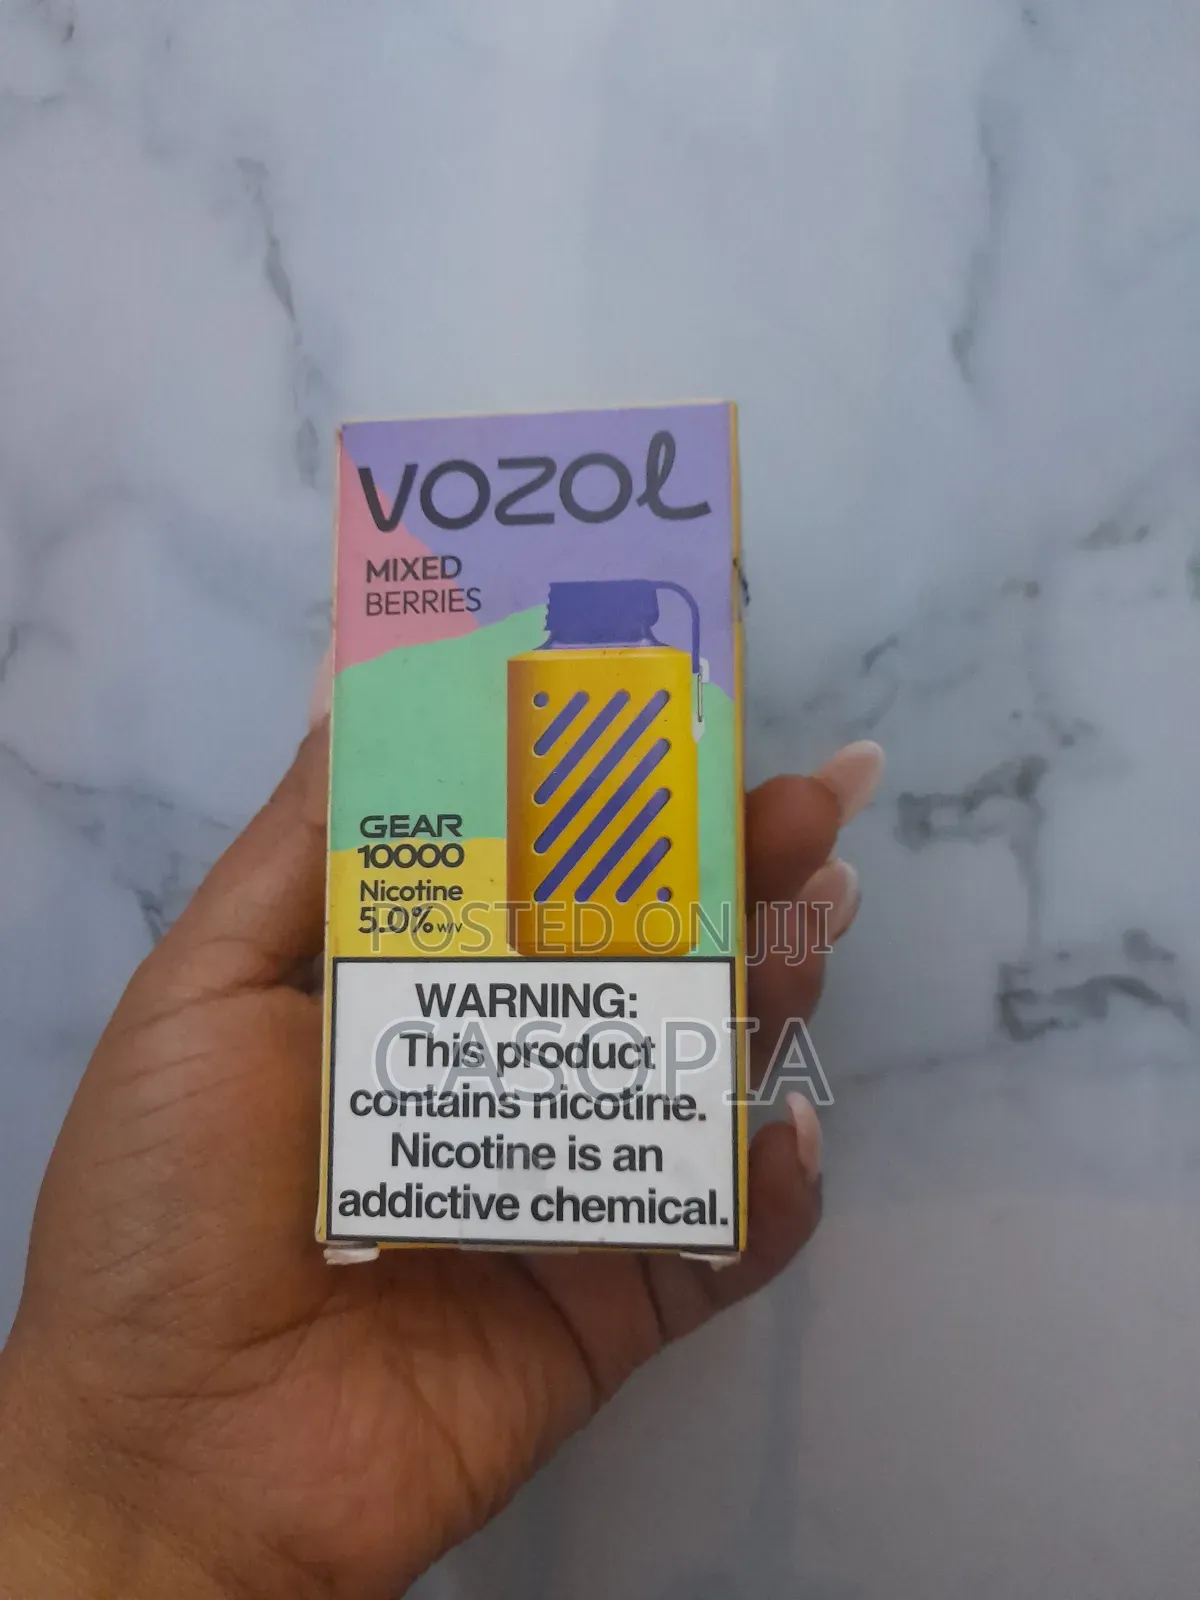 VOZOL
MIXED
BERRIES
GEAR
10000
Nicotine
5.0% w/v
POSTED ON JIJI
WARNING:
CASOPIA
This product
contains nicotine.
Nicotine is an
addictive chemical.